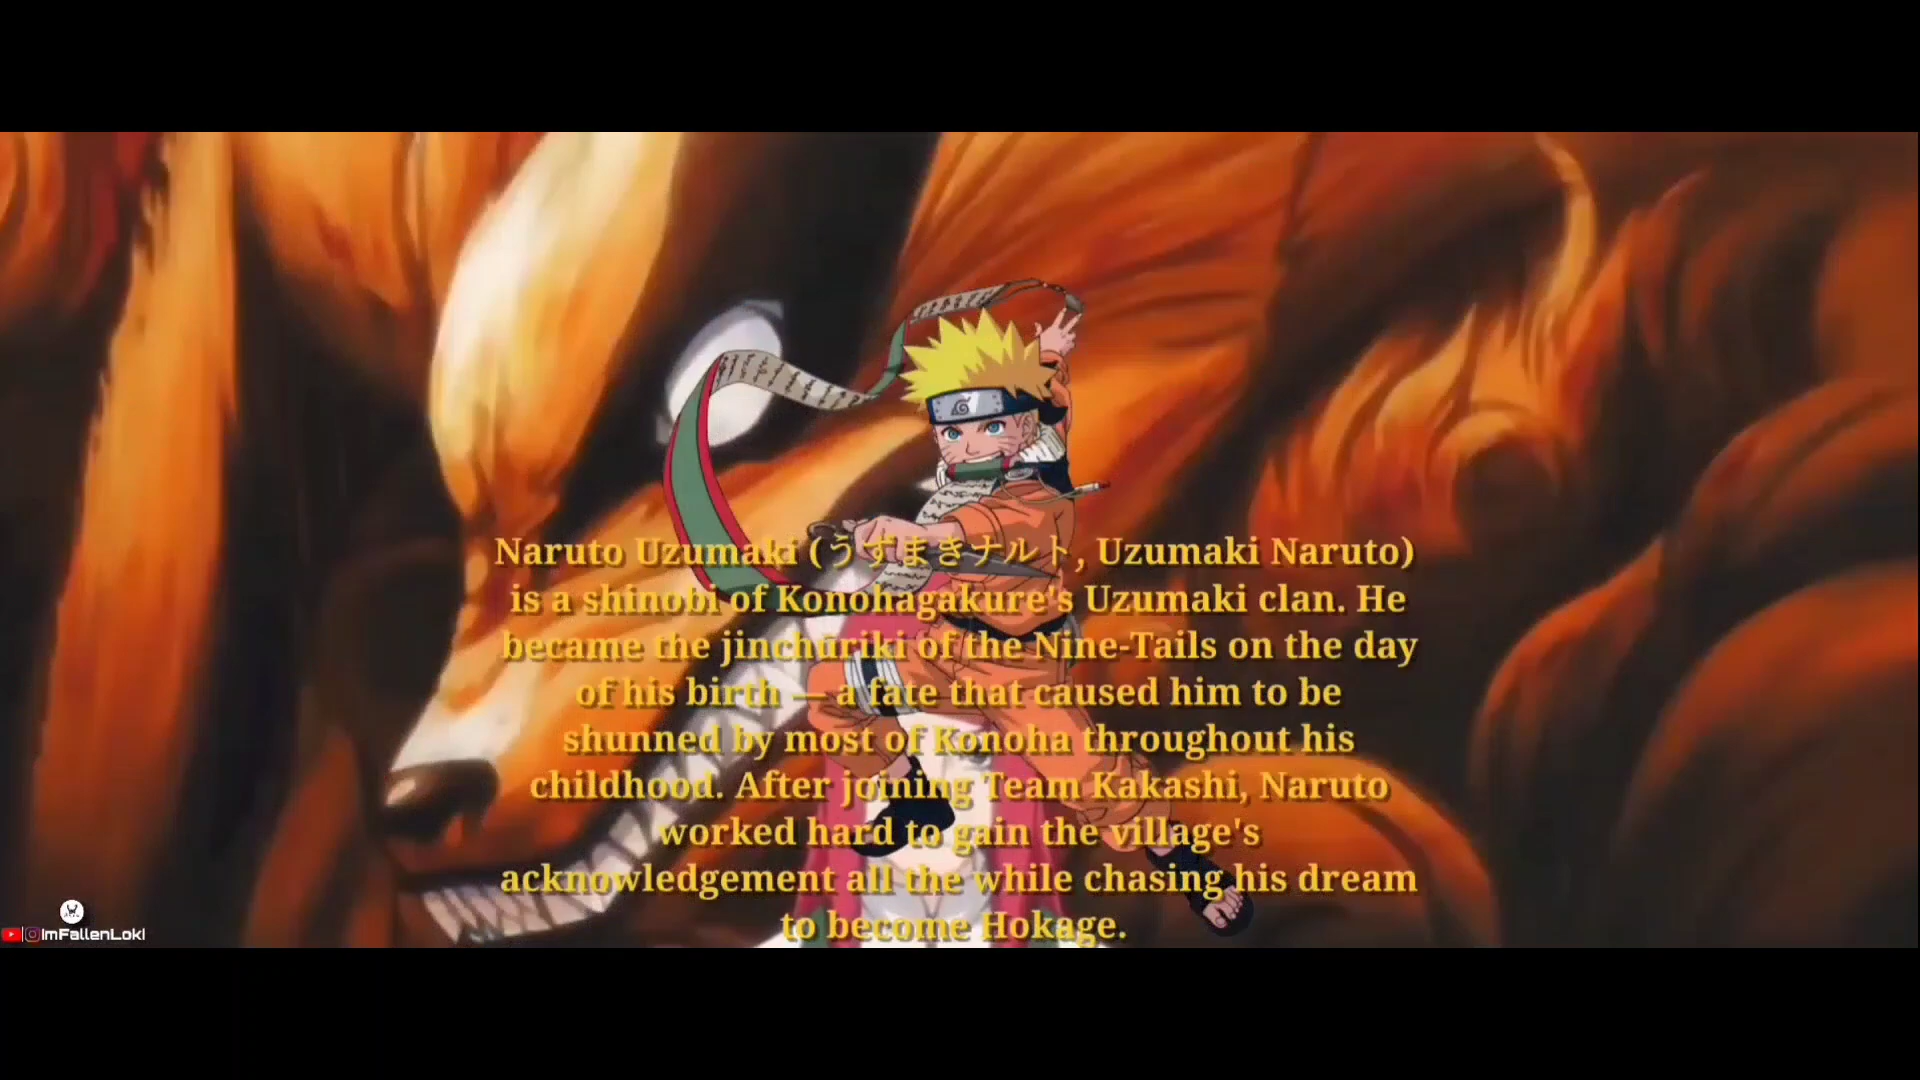 Naruto Uzumaki (うずまきナルト, Uzumaki Naruto)
is a shinobi of Konohagakure's Uzumaki clan. He
became the jinchūriki of the Nine-Tails on the day
of his birth — a fate that caused him to be
shunned by most of Konoha throughout his
childhood. After joining Team Kakashi, Naruto
worked hard to gain the village's
acknowledgement all the while chasing his dream
to become Hokage.
ImFallenLoki